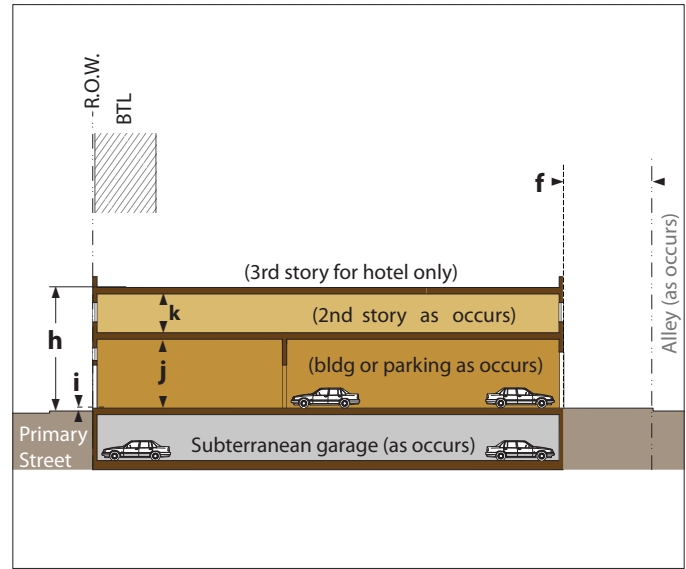 R.O.W.
BTL
f
Alley (as occurs)
(3rd story for hotel only)
k
(2nd story as occurs)
h
j
(bldg or parking as occurs)
i
Primary
Street
Subterranean garage (as occurs)